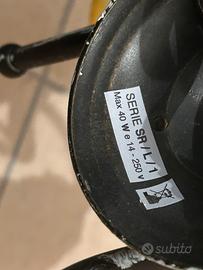 SERIE SR/L/1
Max 40 W e 14 - 250 v
subito